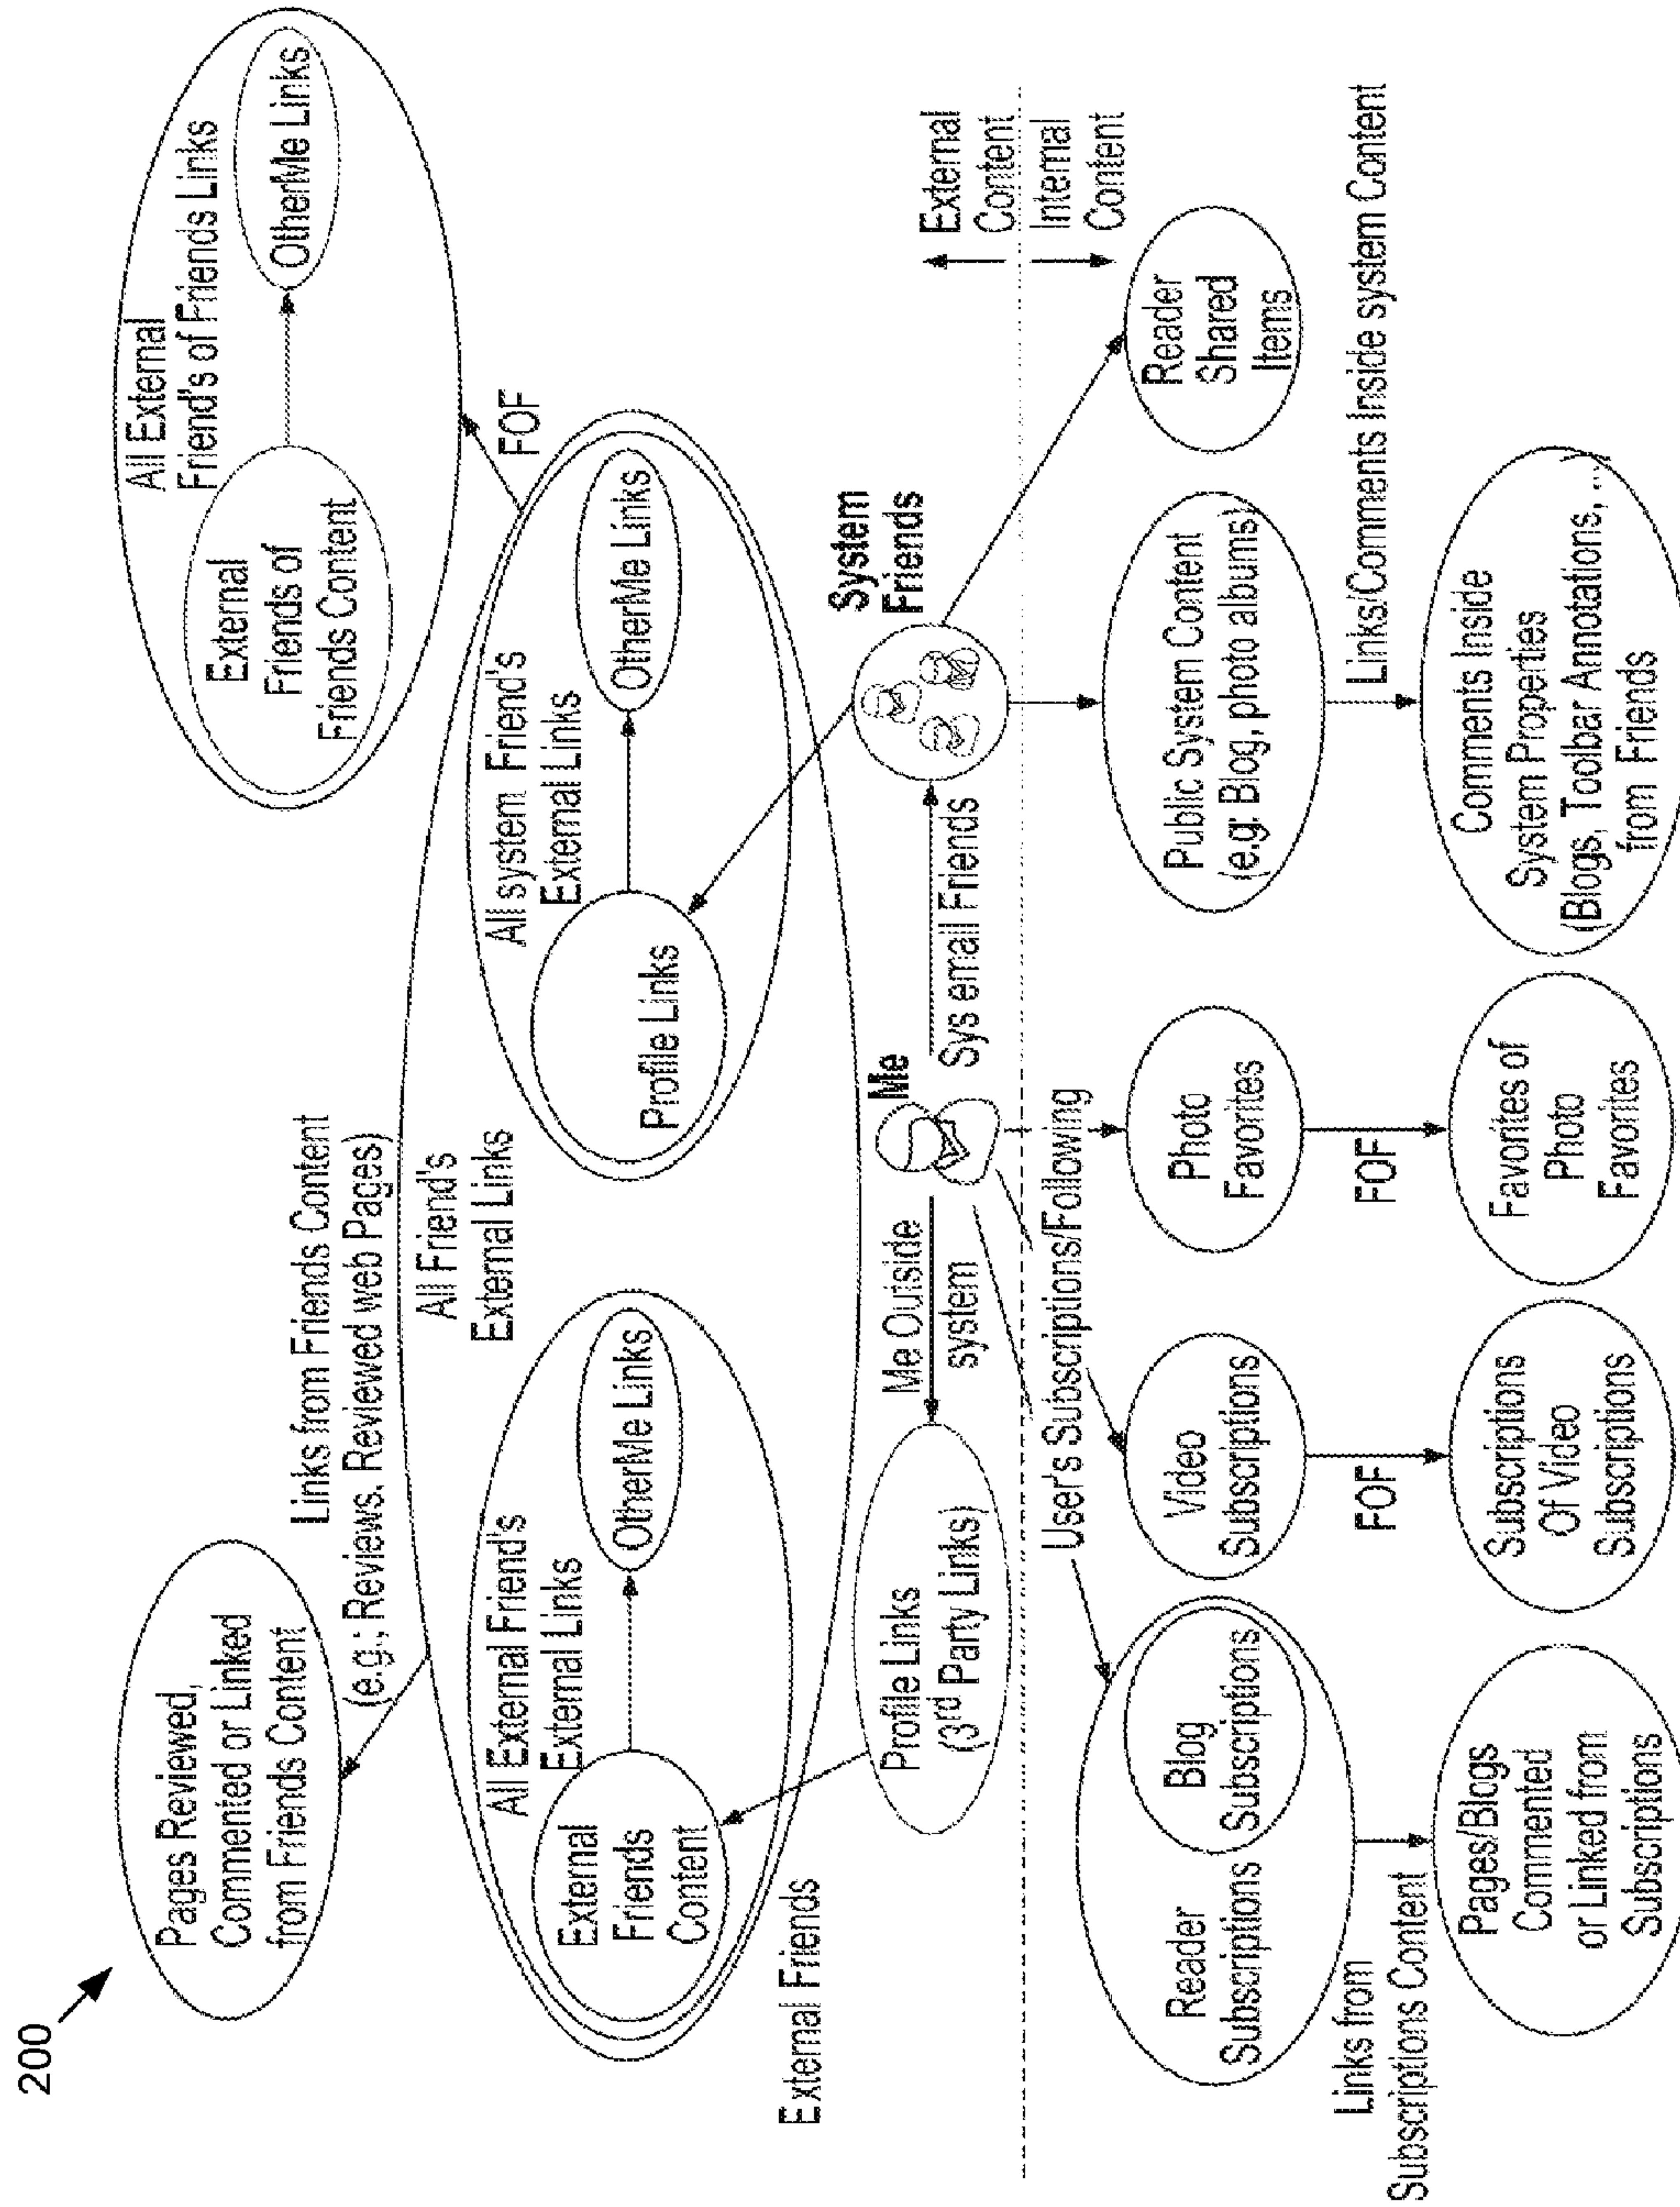 200
Pages Reviewed,
Commented or Linked
from Friends Content
Links from Friends Content
(e.g.; Reviews. Reviewed web Pages)
All External
Friend's of Friends Links
External
Friends of
Friends Content
OtherMe Links
FOF
All Friend's
External Links
All External Friend's
External Links
External
Friends
Content
OtherMe Links
All system Friend's
External Links
Profile Links
OtherMe Links
External Friends
Profile Links
(3rd Party Links)
Me Outside
system
Me
Sys email Friends
System
Friends
External
Content
Internal
Content
User's Subscriptions/Following
Reader
Subscriptions
Blog
Subscriptions
Video
Subscriptions
Photo
Favorites
Public System Content
(e.g: Blog, photo albums)
Reader
Shared
Items
Links from
Subscriptions Content
FOF
FOF
Links/Comments Inside system Content
Pages/Blogs
Commented
or Linked from
Subscriptions
Subscriptions
Of Video
Subscriptions
Favorites of
Photo
Favorites
Comments Inside
System Properties
(Blogs, Toolbar Annotations, ...)
from Friends